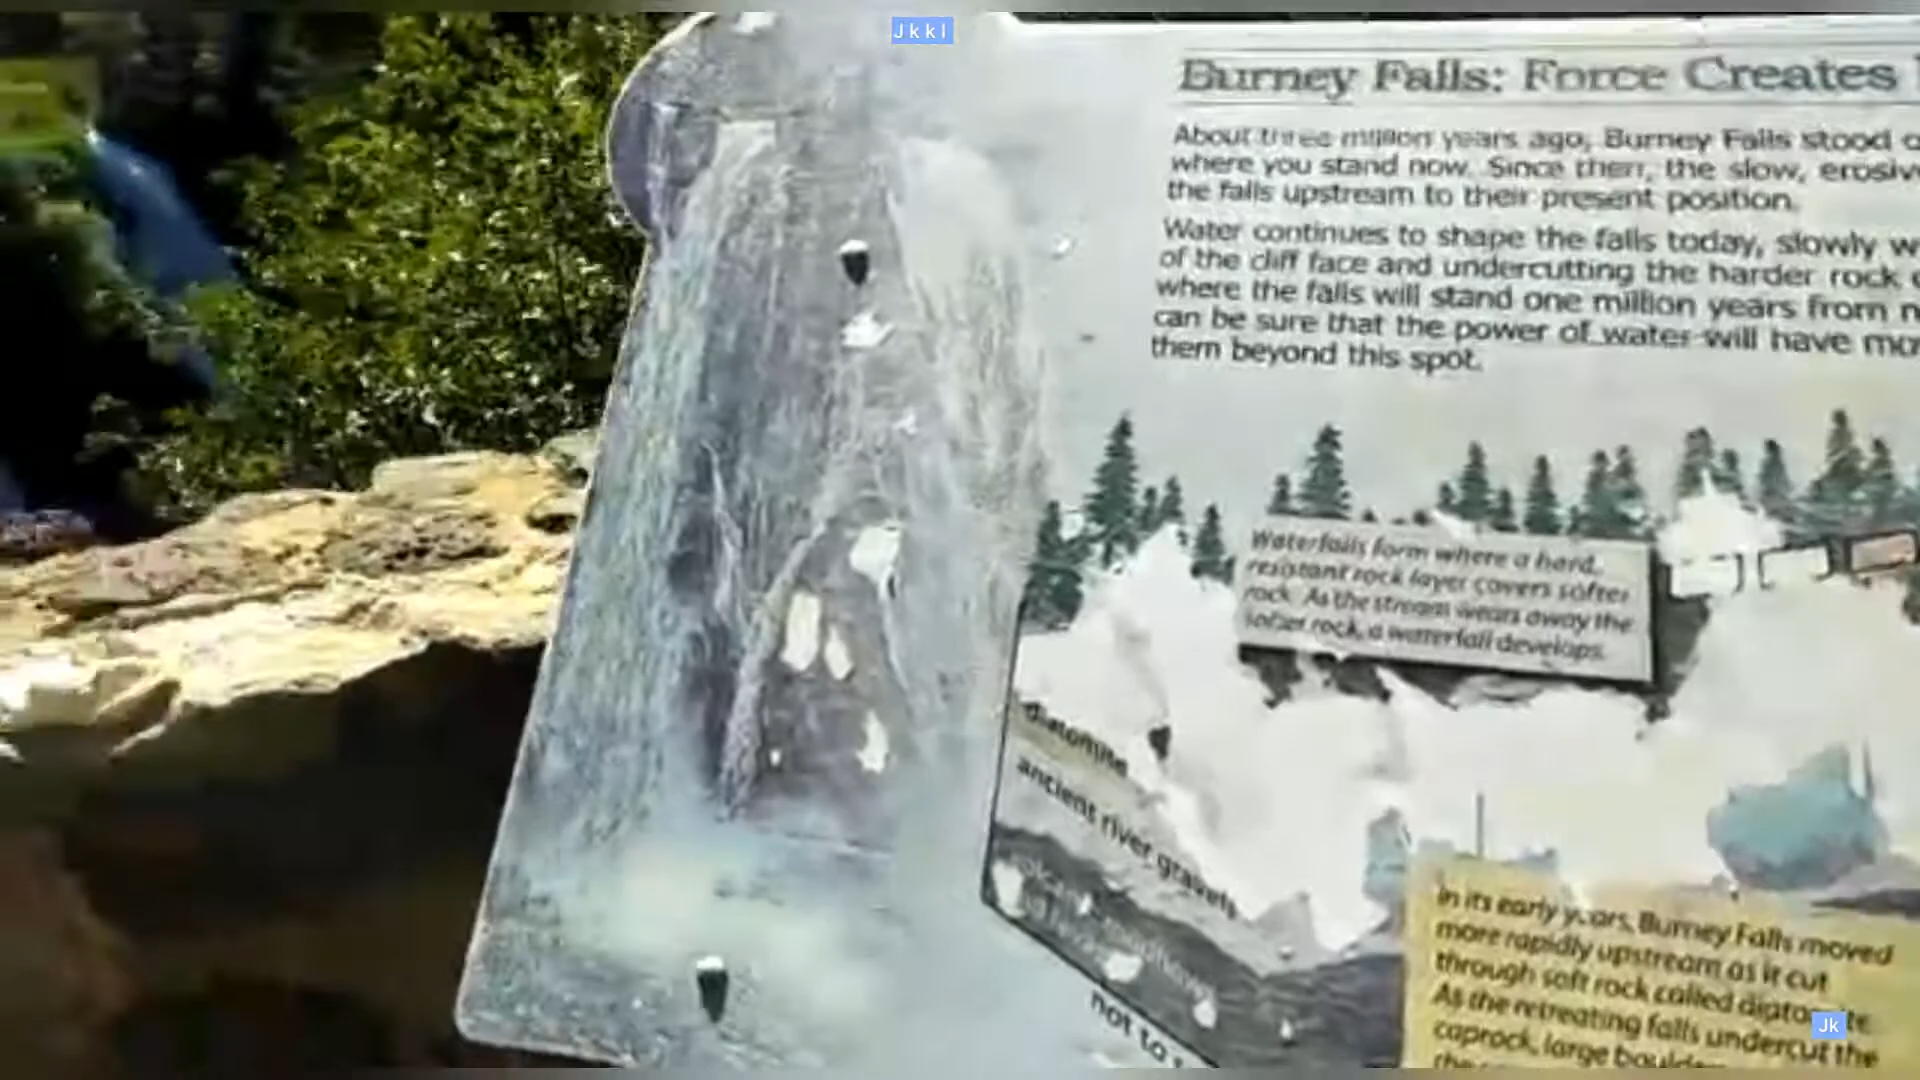 Jkkl
Burney Falls: Force Creates
About three million years ago, Burney Falls stood
where you stand now. Since then, the slow, erosive
the falls upstream to their present position.
Water continues to shape the falls today, slowly
of the cliff face and undercutting the harder rock
where the falls will stand one million years from
can be sure that the power of water will have
them beyond this spot.
Waterfalls form where a hard,
resistant rock layer covers softer
rock. As the stream wears away the
softer rock, a waterfall develops.
diatomite
ancient river gravels
not to
In its early years, Burney Falls moved
more rapidly upstream as it cut
through soft rock called diatomite.
As the retreating falls undercut the
caprock, large
Jk